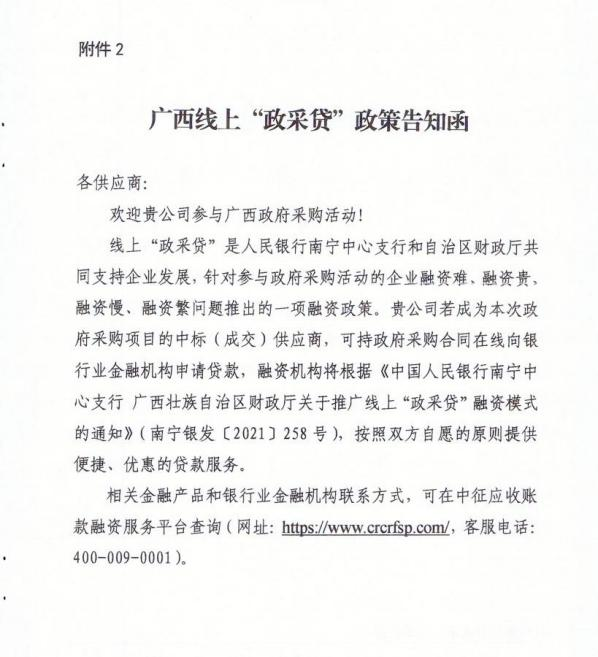 附件 2
广西线上“政采贷”政策告知函
各供应商：
欢迎贵公司参与广西政府采购活动！
线上“政采贷”是人民银行南宁中心支行和自治区财政厅共
同支持企业发展，针对参与政府采购活动的企业融资难、融资贵，
融资慢、融资繁问题推出的一项融资政策。贵公司若成为本次政
府采购项目的中标（成交）供应商，可持政府采购合同在线向银
行业金融机构申请贷款，融资机构将根据《中国人民银行南宁中
心支行 广西壮族自治区财政厅关于推广线上“政采贷”融资模式
的通知》（南宁银发〔2021〕258 号），按照双方自愿的原则提供
便捷、优惠的贷款服务。
相关金融产品和银行业金融机构联系方式，可在中征应收账
款融资服务平台查询（网址：https://www.crcrfsp.com/，客服电话：
400-009-0001）。